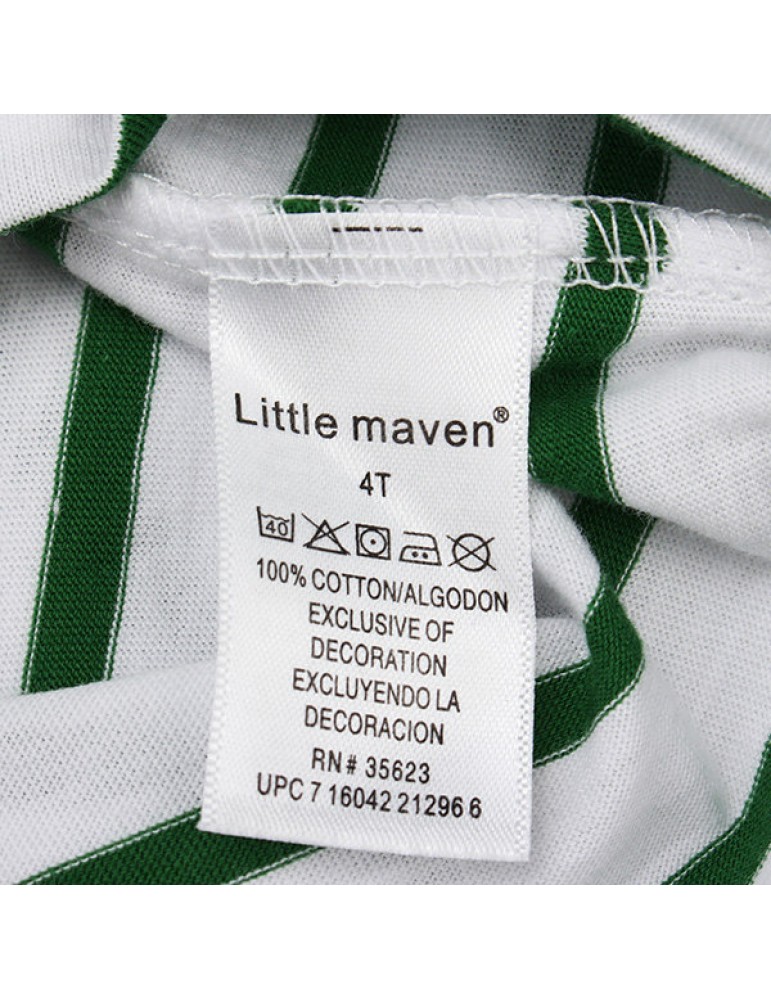 Little maven®
4T
40
100% COTTON/ALGODON
EXCLUSIVE OF
DECORATION
EXCLUYENDO LA
DECORACION
RN# 35623
UPC 7 16042 21296 6